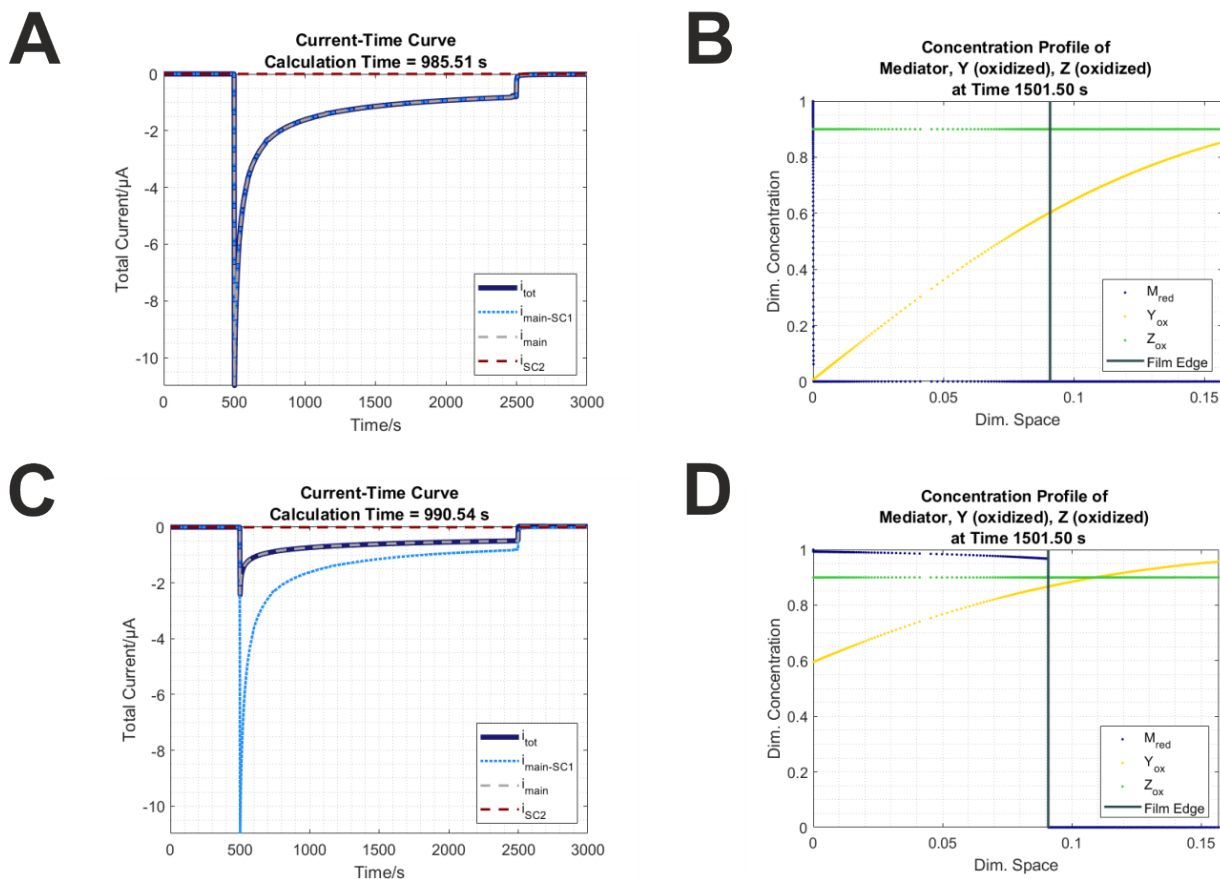 A
Current-Time Curve
Calculation Time = 985.51 s
Total Current/µA
0
-2
-4
-6
-8
-10
i_tot
i_main-SC1
i_main
i_SC2
0 500 1000 1500 2000 2500 3000
Time/s
B
Concentration Profile of
Mediator, Y (oxidized), Z (oxidized)
at Time 1501.50 s
Dim. Concentration
1
0.8
0.6
0.4
0.2
0
M_red
Y_ox
Z_ox
Film Edge
0 0.05 0.1 0.15
Dim. Space
C
Current-Time Curve
Calculation Time = 990.54 s
Total Current/µA
0
-2
-4
-6
-8
-10
i_tot
i_main-SC1
i_main
i_SC2
0 500 1000 1500 2000 2500 3000
Time/s
D
Concentration Profile of
Mediator, Y (oxidized), Z (oxidized)
at Time 1501.50 s
Dim. Concentration
1
0.8
0.6
0.4
0.2
0
M_red
Y_ox
Z_ox
Film Edge
0 0.05 0.1 0.15
Dim. Space